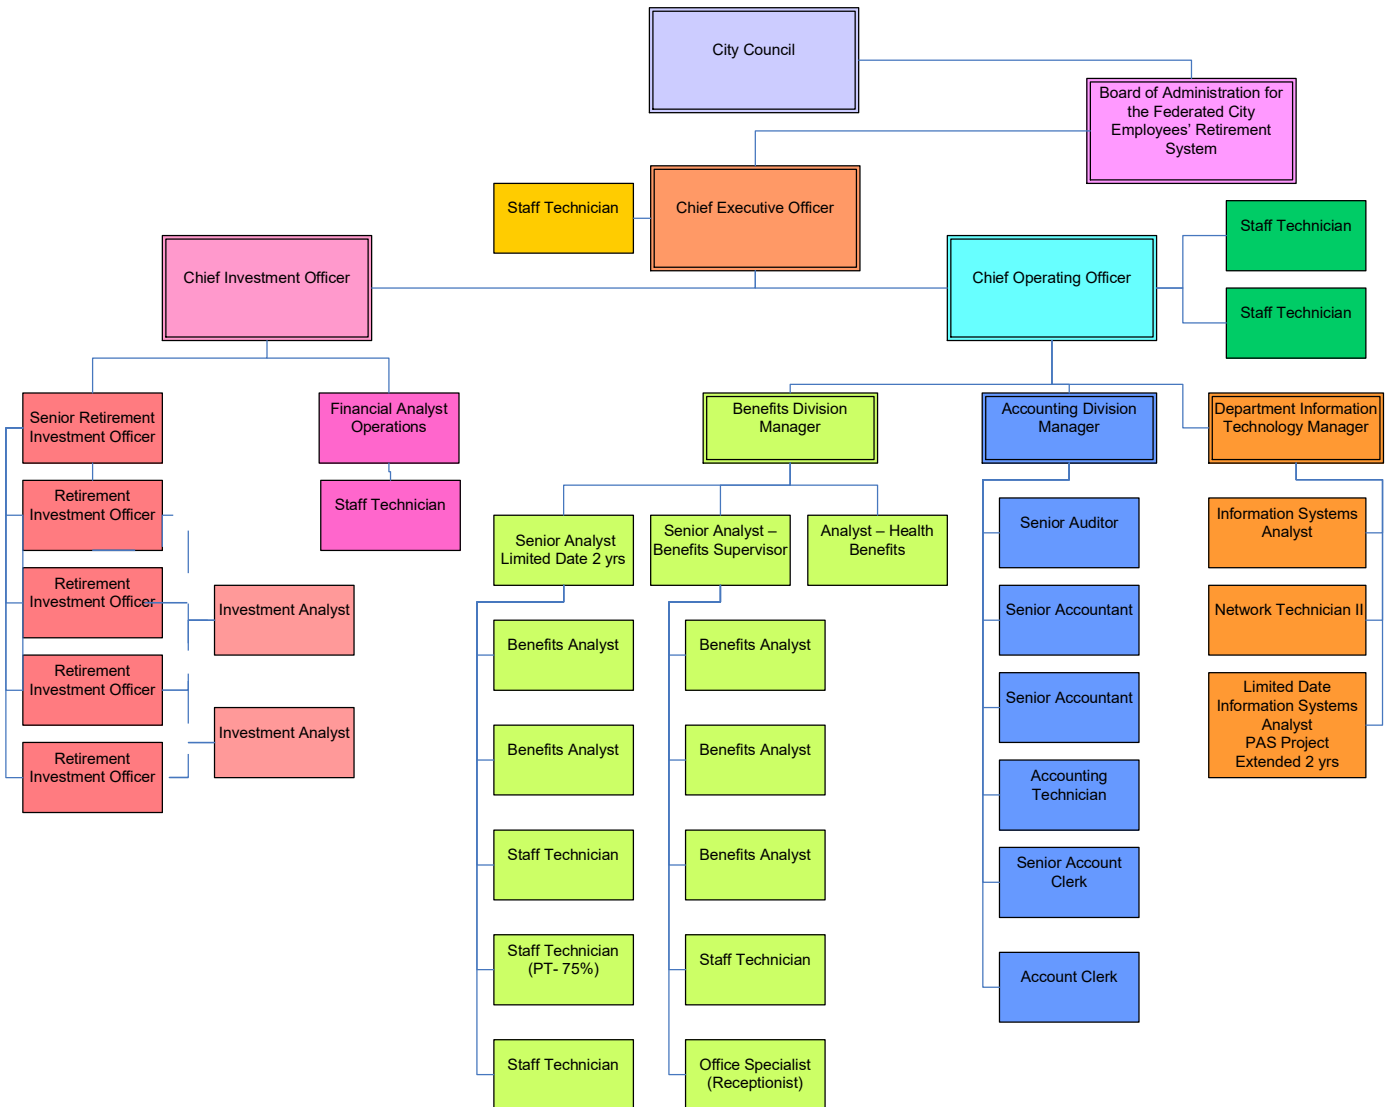 City Council
Board of Administration for
the Federated City
Employees' Retirement
System
Staff Technician
Chief Executive Officer
Staff Technician
Chief Investment Officer
Chief Operating Officer
Staff Technician
Senior Retirement
Investment Officer
Financial Analyst
Operations
Benefits Division
Manager
Accounting Division
Manager
Department Information
Technology Manager
Retirement
Investment Officer
Staff Technician
Retirement
Investment Officer
Investment Analyst
Retirement
Investment Officer
Investment Analyst
Retirement
Investment Officer
Senior Analyst
Limited Date 2 yrs
Senior Analyst –
Benefits Supervisor
Analyst – Health
Benefits
Benefits Analyst
Benefits Analyst
Staff Technician
Staff Technician
(PT- 75%)
Staff Technician
Benefits Analyst
Benefits Analyst
Benefits Analyst
Staff Technician
Office Specialist
(Receptionist)
Senior Auditor
Senior Accountant
Senior Accountant
Accounting
Technician
Senior Account
Clerk
Account Clerk
Information Systems
Analyst
Network Technician II
Limited Date
Information Systems
Analyst
PAS Project
Extended 2 yrs